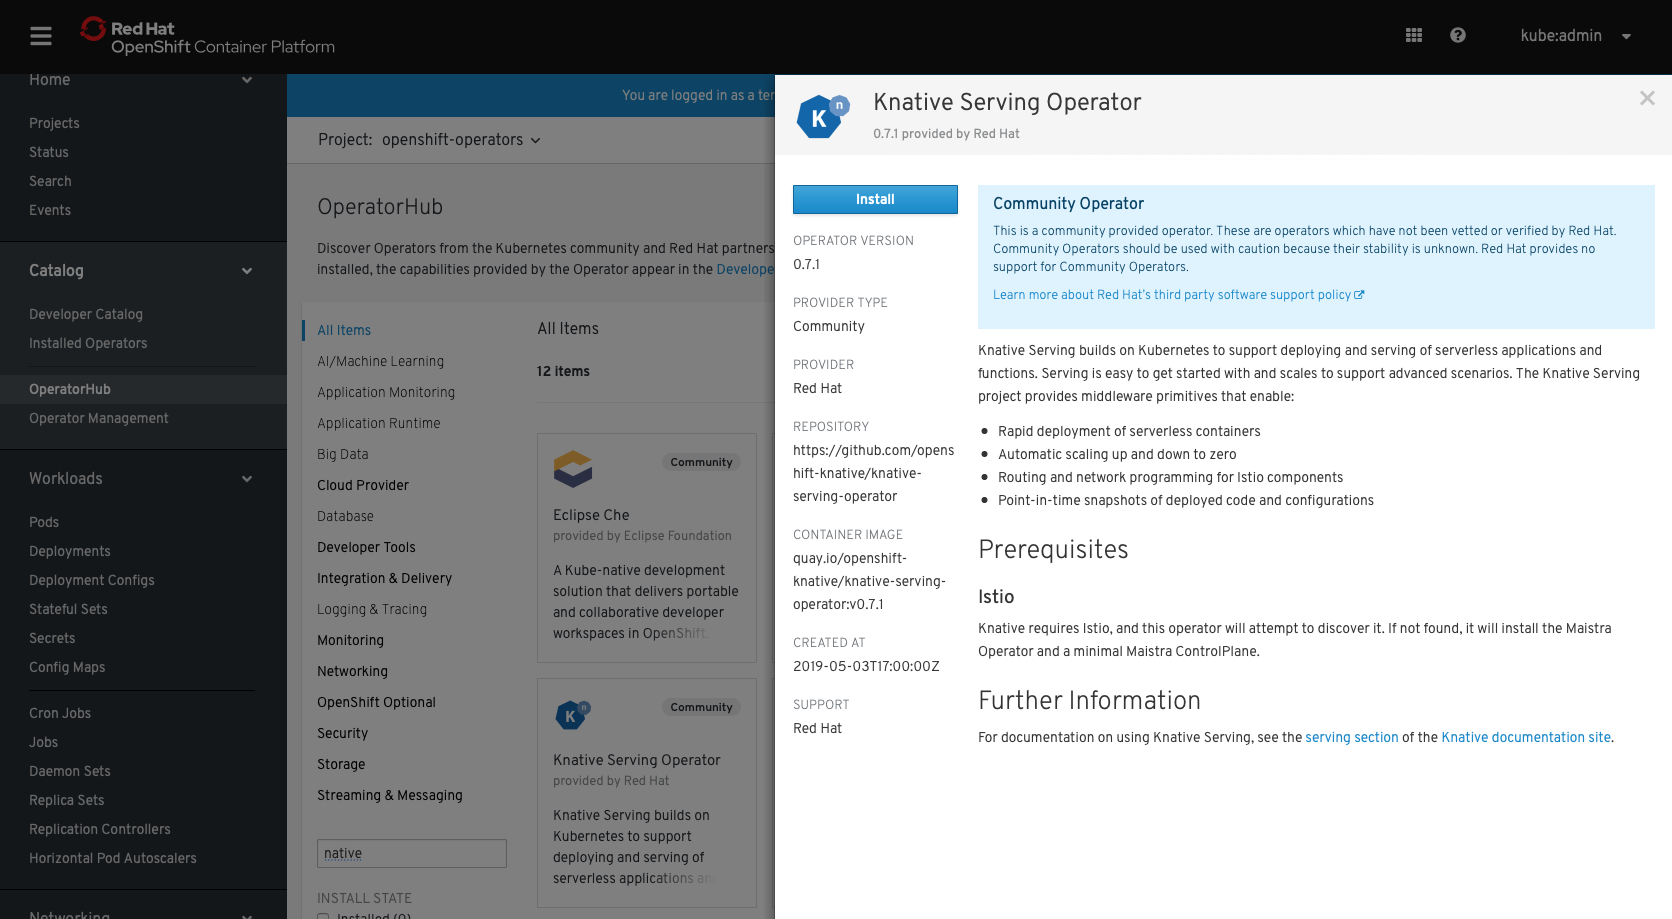 Red Hat
OpenShift Container Platform
kube:admin
Home
Projects
Status
Search
Events
Catalog
Developer Catalog
Installed Operators
OperatorHub
Operator Management
Workloads
Pods
Deployments
Deployment Configs
Stateful Sets
Secrets
Config Maps
Cron Jobs
Jobs
Daemon Sets
Replica Sets
Replication Controllers
Horizontal Pod Autoscalers
Networking
You are logged in as a
Project: openshift-operators
OperatorHub
Discover Operators from the Kubernetes community and Red Hat partners
installed, the capabilities provided by the Operator appear in the
All Items
AI/Machine Learning
Application Monitoring
Application Runtime
Big Data
Cloud Provider
Database
Developer Tools
Integration & Delivery
Logging & Tracing
Monitoring
Networking
OpenShift Optional
Security
Storage
Streaming & Messaging
native
INSTALL STATE
Installed (0)
All Items
12 items
Community
Eclipse Che
provided by Eclipse Foundation
A Kube-native development
solution that delivers portable
and collaborative developer
workspaces in OpenShift.
K n
Community
Knative Serving Operator
provided by Red Hat
Knative Serving builds on
Kubernetes to support
deploying and serving of
serverless applications
K n
Knative Serving Operator
0.7.1 provided by Red Hat
Install
OPERATOR VERSION
0.7.1
PROVIDER TYPE
Community
PROVIDER
Red Hat
REPOSITORY
https://github.com/opens
hift-knative/knative-
serving-operator
CONTAINER IMAGE
quay.io/openshift-
knative/knative-serving-
operator:v0.7.1
CREATED AT
2019-05-03T17:00:00Z
SUPPORT
Red Hat
Community Operator
This is a community provided operator. These are operators which have not been vetted or verified by Red Hat.
Community Operators should be used with caution because their stability is unknown. Red Hat provides no
support for Community Operators.
Learn more about Red Hat's third party software support policy
Knative Serving builds on Kubernetes to support deploying and serving of serverless applications and
functions. Serving is easy to get started with and scales to support advanced scenarios. The Knative Serving
project provides middleware primitives that enable:
Rapid deployment of serverless containers
Automatic scaling up and down to zero
Routing and network programming for Istio components
Point-in-time snapshots of deployed code and configurations
Prerequisites
Istio
Knative requires Istio, and this operator will attempt to discover it. If not found, it will install the Maistra
Operator and a minimal Maistra ControlPlane.
Further Information
For documentation on using Knative Serving, see the serving section of the Knative documentation site.